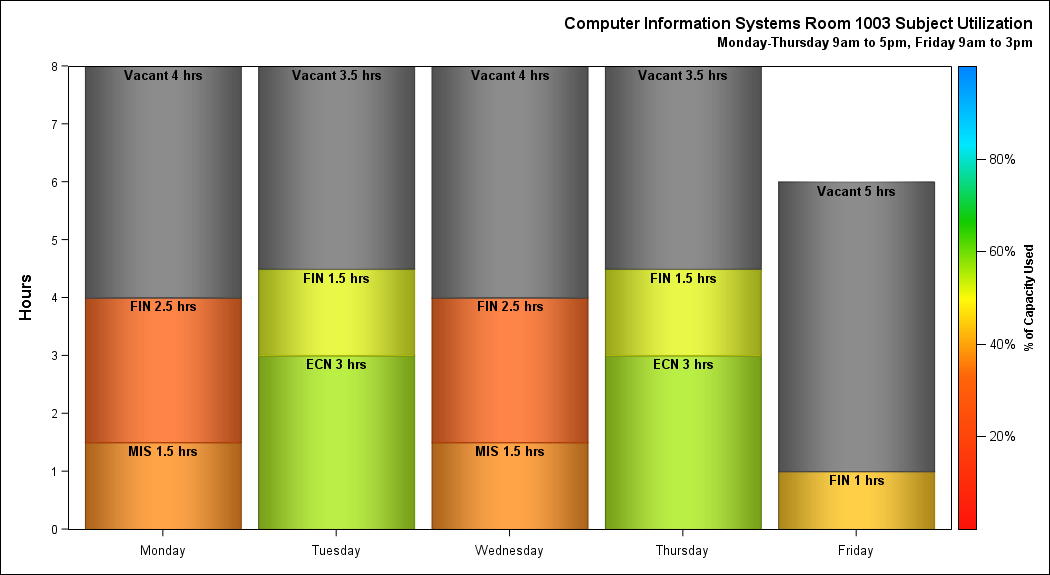 Computer Information Systems Room 1003 Subject Utilization
Monday-Thursday 9am to 5pm, Friday 9am to 3pm
Hours
8
7
6
5
4
3
2
1
0
Vacant 4 hrs
FIN 2.5 hrs
MIS 1.5 hrs
Vacant 3.5 hrs
FIN 1.5 hrs
ECN 3 hrs
Vacant 4 hrs
FIN 2.5 hrs
MIS 1.5 hrs
Vacant 3.5 hrs
FIN 1.5 hrs
ECN 3 hrs
Vacant 5 hrs
FIN 1 hrs
Monday
Tuesday
Wednesday
Thursday
Friday
80%
60%
40%
20%
% of Capacity Used